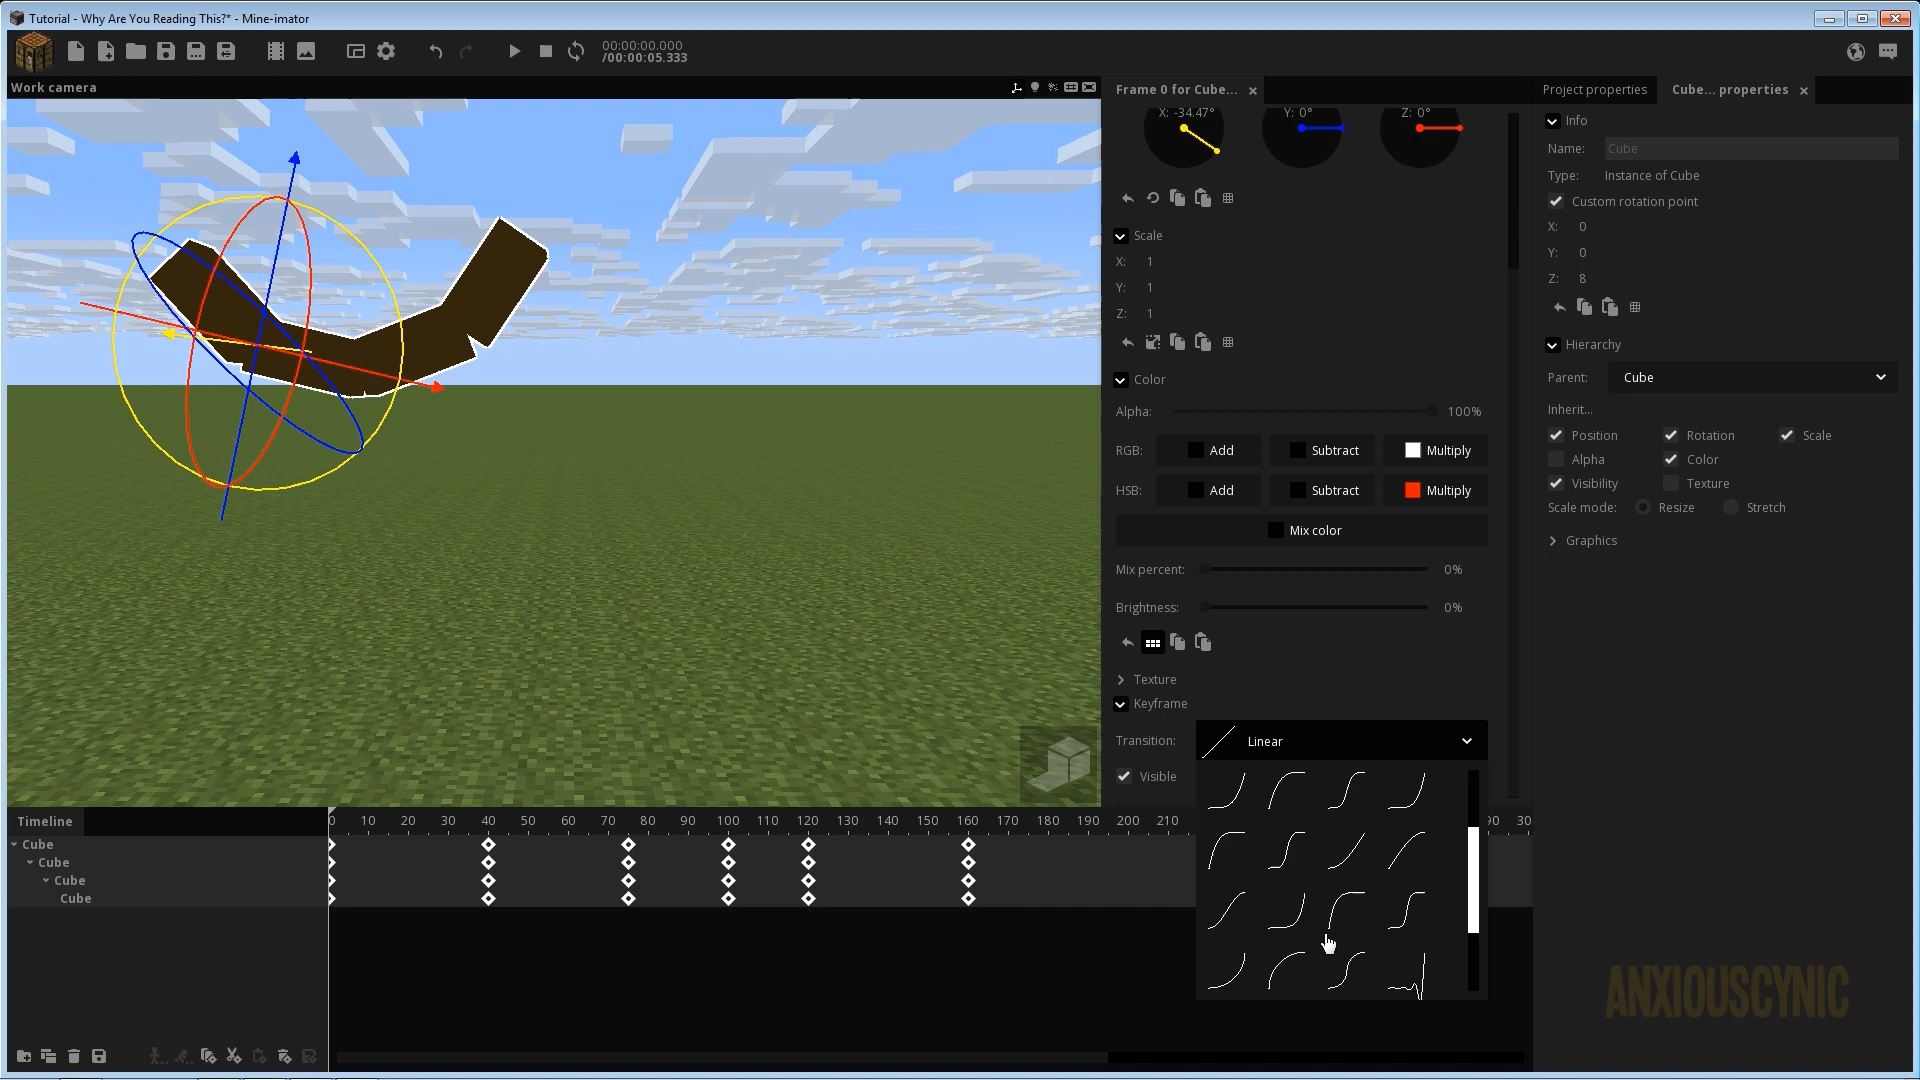 Tutorial - Why Are You Reading This?* - Mine-imator
00:00:00.000
/00:00:05.333
Work camera
Frame 0 for Cube...
Project properties
Cube... properties
X: -34.47°
Y: 0°
Z: 0°
Scale
X: 1
Y: 1
Z: 1
Color
Alpha: 100%
RGB: Add Subtract Multiply
HSB: Add Subtract Multiply
Mix color
Mix percent: 0%
Brightness: 0%
Texture
Keyframe
Transition: Linear
Visible
Info
Name: Cube
Type: Instance of Cube
Custom rotation point
X: 0
Y: 0
Z: 8
Hierarchy
Parent: Cube
Inherit...
Position Rotation Scale
Alpha Color
Visibility Texture
Scale mode: Resize Stretch
Graphics
Timeline
0 10 20 30 40 50 60 70 80 90 100 110 120 130 140 150 160 170 180 190 200 210 90 30
Cube
Cube
Cube
Cube
ANXIOUSCYNIC